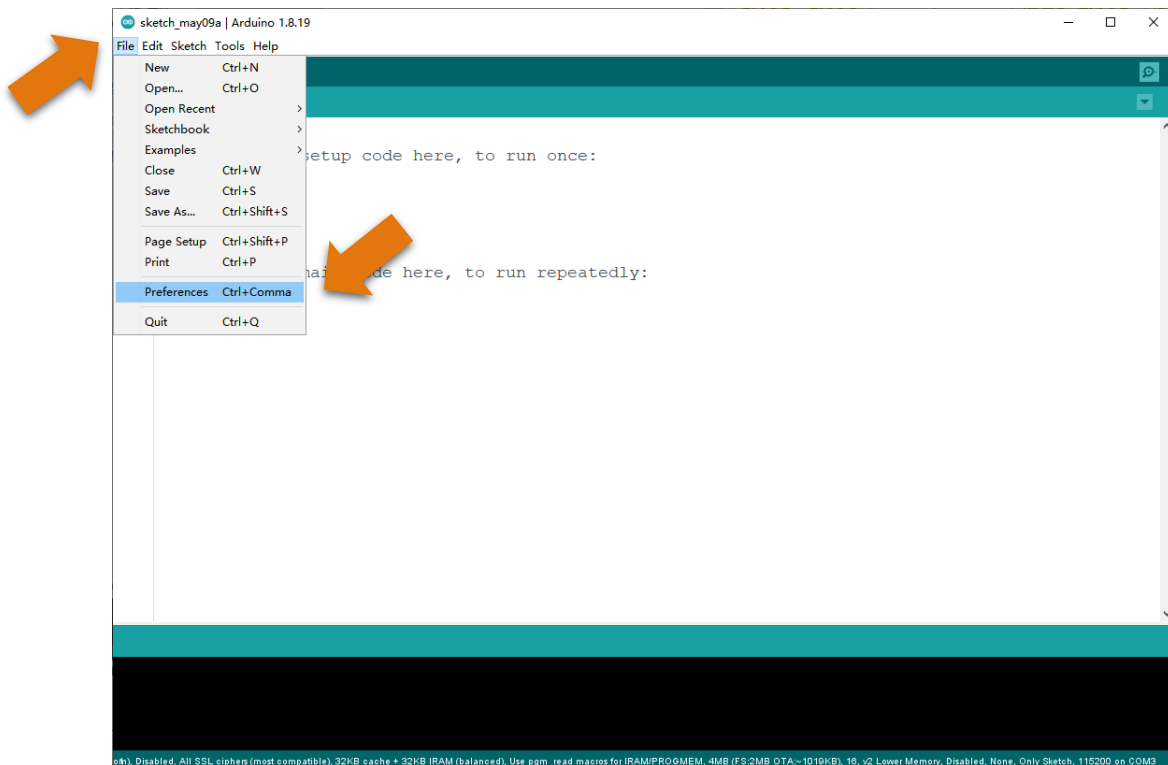 sketch_may09a | Arduino 1.8.19
File Edit Sketch Tools Help
New Ctrl+N
Open... Ctrl+O
Open Recent
Sketchbook
Examples
Close Ctrl+W
Save Ctrl+S
Save As... Ctrl+Shift+S
Page Setup Ctrl+Shift+P
Print Ctrl+P
Preferences Ctrl+Comma
Quit Ctrl+Q
setup code here, to run once:
here, to run repeatedly:
Disabled, All SSL ciphers (most compatible), 32KB cache + 32KB IRAM (balanced), Use pgm_read macros for IRAM/PROGMEM, 4MB (FS:2MB OTA:~1019KB), 16, v2 Lower Memory, Disabled, None, Only Sketch, 115200 on COM3